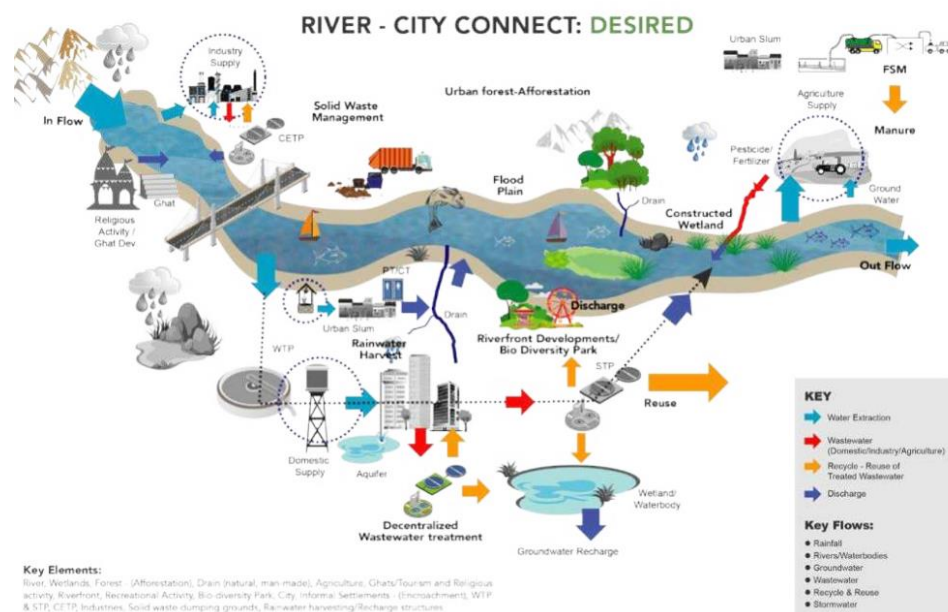 RIVER - CITY CONNECT: DESIRED
Industry
Supply
Urban Slum
FSM
In Flow
Solid Waste
Management
Urban forest-Afforestation
Agriculture
Supply
Manure
CETP
Pesticide/
Fertilizer
Ghat
Religious
Activity /
Ghat Dev.
Flood
Plain
Drain
Constructed
Wetland
Ground
Water
Out Flow
PT/CT
Urban Slum
Drain
Discharge
WTP
Rainwater
Harvest
Riverfront Developments/
Bio Diversity Park
STP
Reuse
Domestic
Supply
Aquifer
Decentralized
Wastewater treatment
Wetland/
Waterbody
Groundwater Recharge
KEY
Water Extraction
Wastewater
(Domestic/Industry/Agriculture)
Recycle - Reuse of
Treated Wastewater
Discharge
Key Flows:
● Rainfall
● Rivers/Waterbodies
● Groundwater
● Wastewater
● Recycle & Reuse
● Stormwater
Key Elements:
River, Wetlands, Forest - (Afforestation), Drain (natural, man-made), Agriculture, Ghats/Tourism and Religious
activity, Riverfront, Recreational Activity, Bio-diversity Park, City, Informal Settlements - (Encroachment), WTP
& STP, CETP, Industries, Solid waste dumping grounds, Rainwater harvesting/Recharge structures